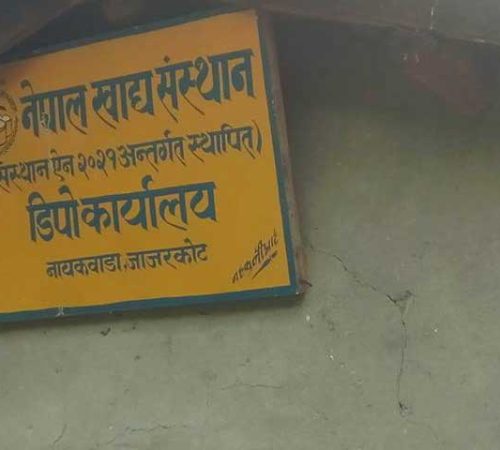 नेपाल खाद्य संस्थान
संस्थान ऐन २०२१ अन्तर्गत स्थापित)
डिपो कार्यालय
नायकवाडा, जाजरकोट